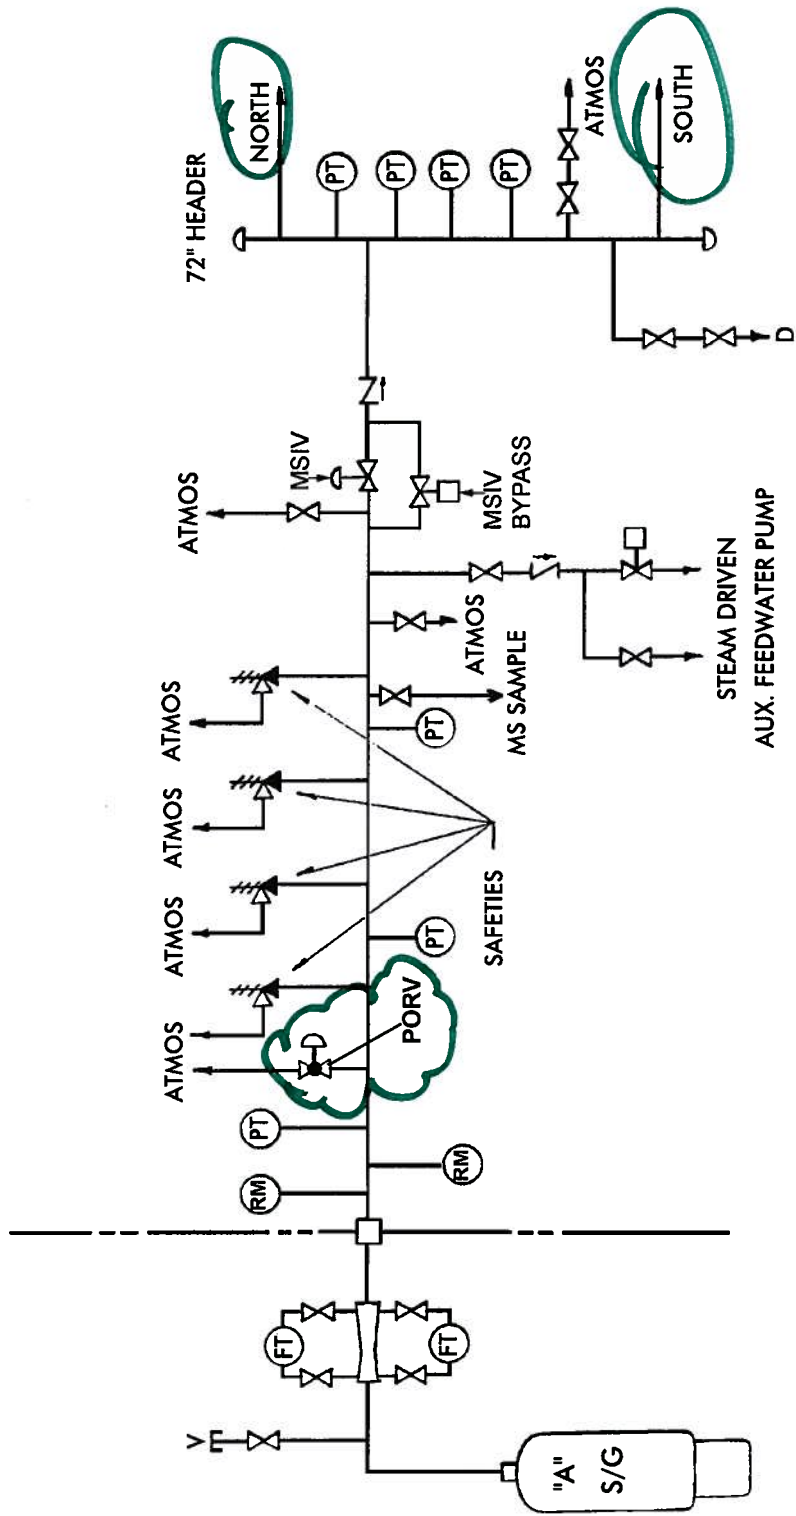 72" HEADER
NORTH
PT
PT
PT
PT
ATMOS
SOUTH
D
MSIV
MSIV
BYPASS
ATMOS
STEAM DRIVEN
AUX. FEEDWATER PUMP
ATMOS
MS SAMPLE
PT
ATMOS
ATMOS
ATMOS
ATMOS
SAFETIES
PT
PORV
PT
RM
RM
FT
FT
V
"A"
S/G